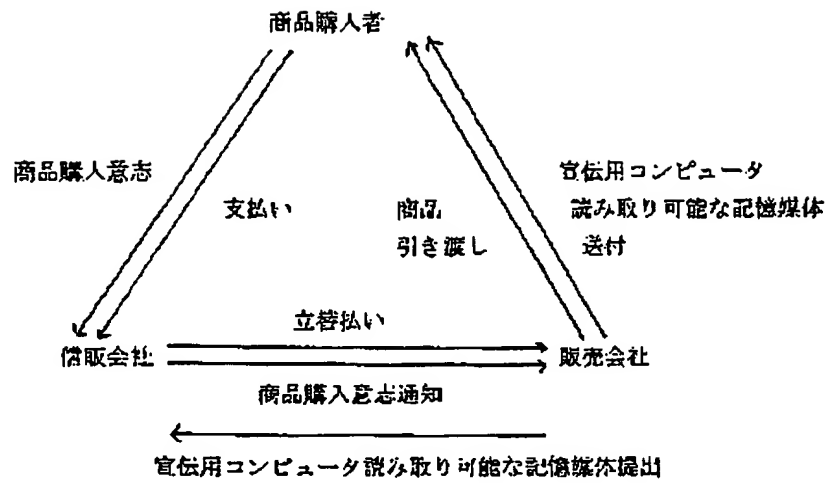 商品購入者
商品購入意志
支払い
商品
引き渡し
宣伝用コンピュータ
読み取り可能な記憶媒体
送付
立替払い
信販会社
販売会社
商品購入意志通知
宣伝用コンピュータ読み取り可能な記憶媒体提出